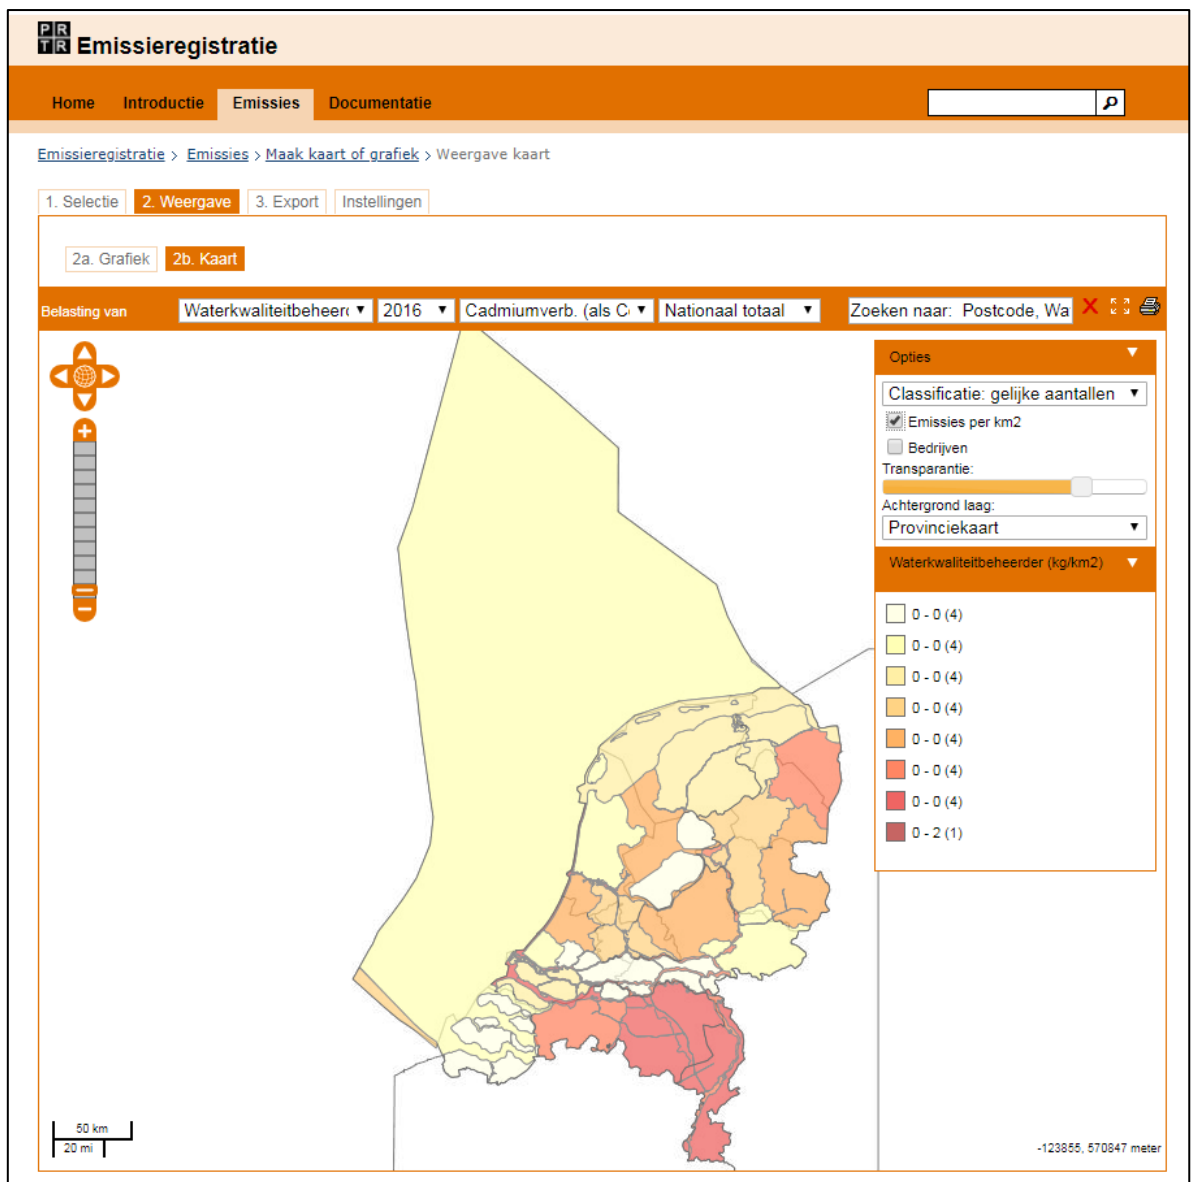 PR
TR Emissieregistratie
Home Introductie Emissies Documentatie
Emissieregistratie > Emissies > Maak kaart of grafiek > Weergave kaart
1. Selectie 2. Weergave 3. Export Instellingen
2a. Grafiek 2b. Kaart
Belasting van Waterkwaliteitbeheer 2016 Cadmiumverb. (als C Nationaal totaal Zoeken naar: Postcode, Wa X
Opties
Classificatie: gelijke aantallen
Emissies per km2
Bedrijven
Transparantie:
Achtergrond laag:
Provinciekaart
Waterkwaliteitbeheerder (kg/km2)
0 - 0 (4)
0 - 0 (4)
0 - 0 (4)
0 - 0 (4)
0 - 0 (4)
0 - 0 (4)
0 - 0 (4)
0 - 2 (1)
50 km
20 mi
-123855, 570847 meter